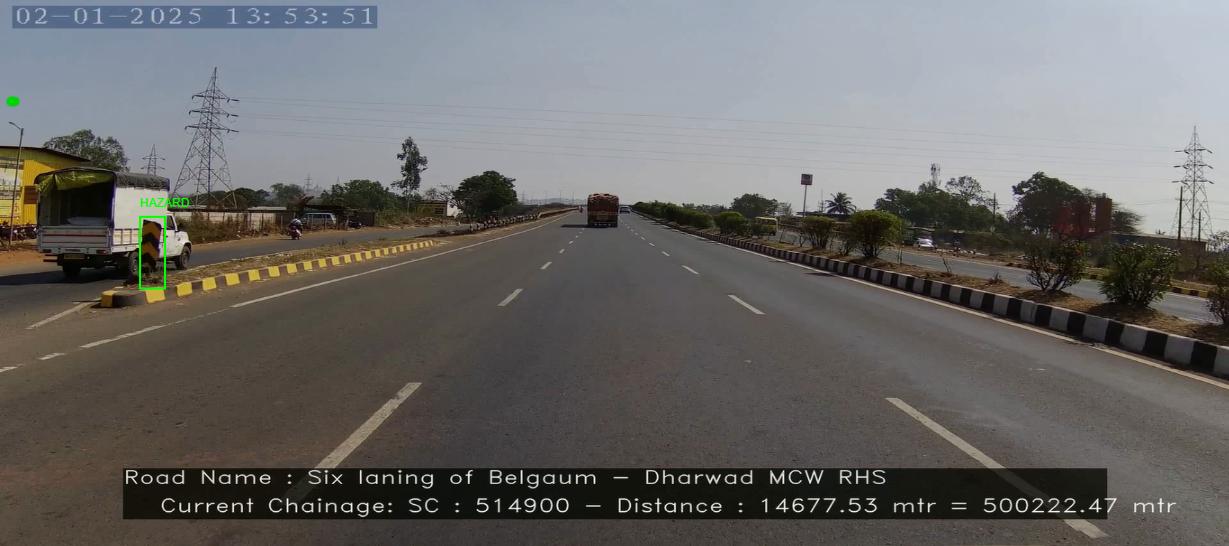 02-01-2025 13:53:51
HAZARD
Road Name : Six laning of Belgaum - Dharwad MCW RHS
Current Chainage: SC : 514900 - Distance : 14677.53 mtr = 500222.47 mtr